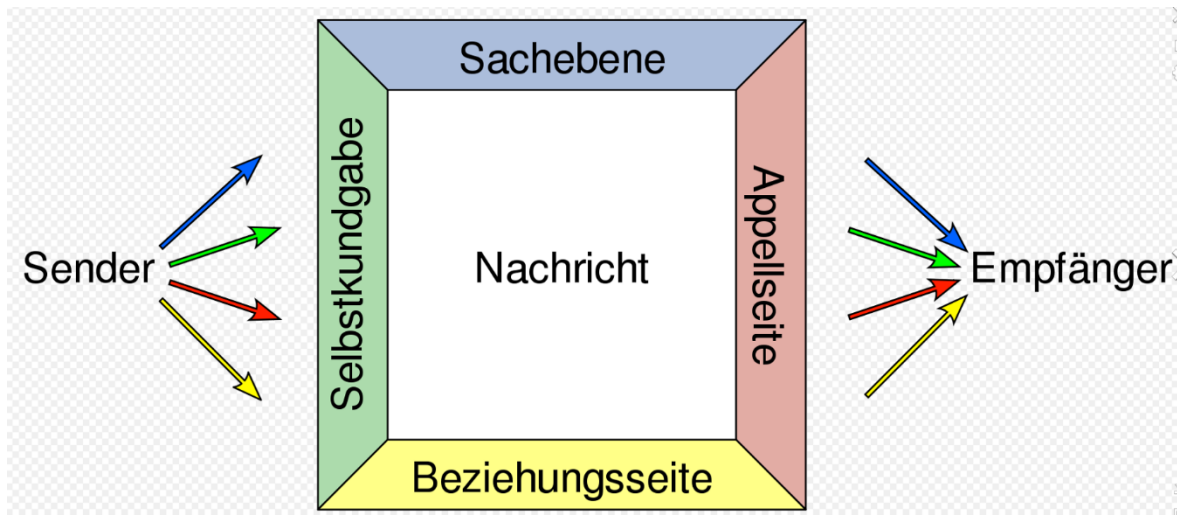 Sachebene
Selbstkundgabe
Appellseite
Sender
Nachricht
Empfänger
Beziehungsseite